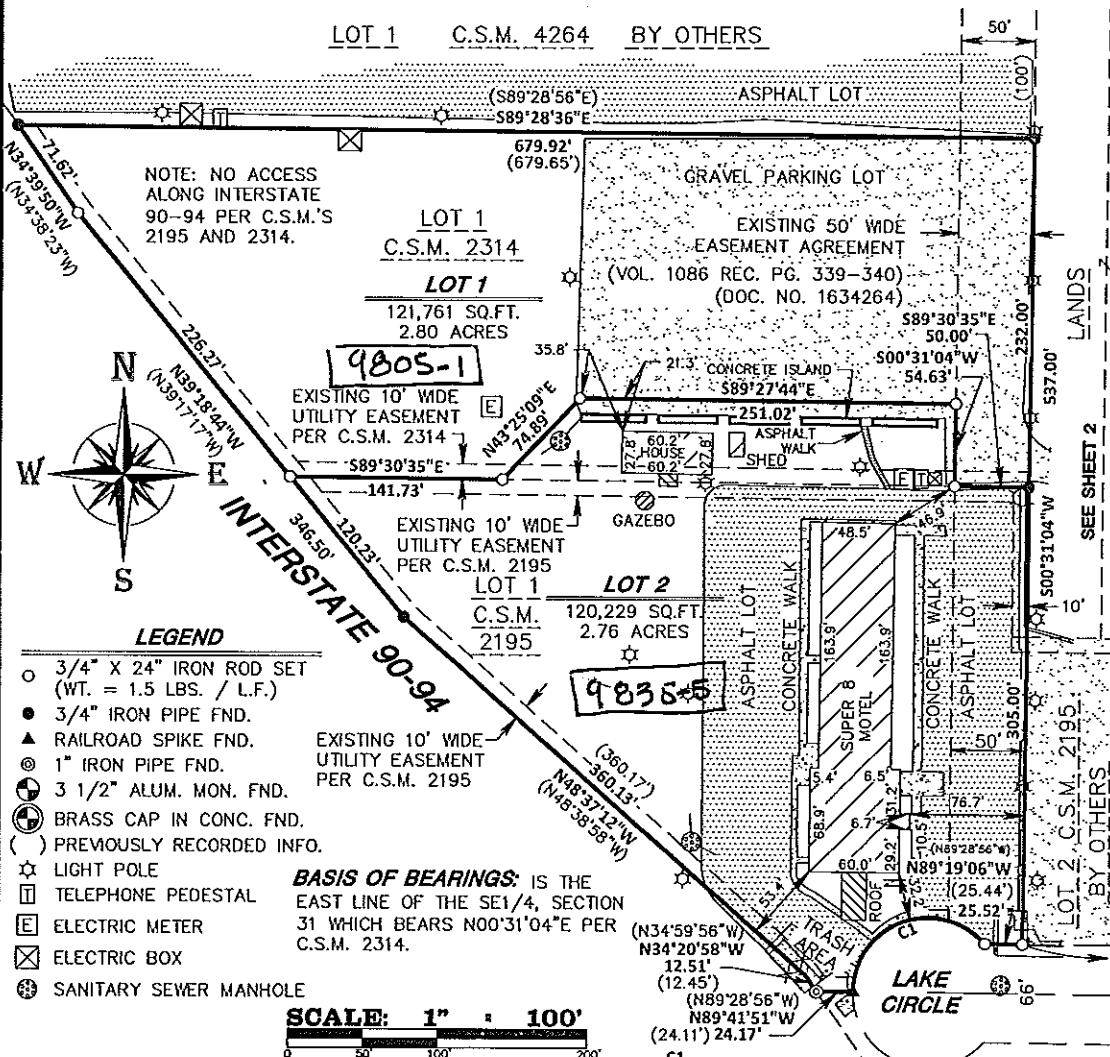 LOT 1 C.S.M. 4264 BY OTHERS
50'
(100')
(S89°28'56"E)
S89°28'36"E
679.92'
(679.65')
ASPHALT LOT
71.62'
N34°39'50"W
(N34°38'23"W)
NOTE: NO ACCESS
ALONG INTERSTATE
90-94 PER C.S.M.'S
2195 AND 2314.
LOT 1
C.S.M. 2314
LOT 1
121,761 SQ.FT.
2.80 ACRES
9805-1
GRAVEL PARKING LOT
EXISTING 50' WIDE
EASEMENT AGREEMENT
(VOL. 1086 REC. PG. 339-340)
(DOC. NO. 1634264)
S89°30'35"E
50.00'
S00°31'04"W
54.63'
232.00'
537.00'
LANDS
SEE SHEET 2
226.27'
N39°18'44"W
(N39°17'17"W)
35.8'
21.3'
CONCRETE ISLAND
S89°27'44"E
251.02'
EXISTING 10' WIDE
UTILITY EASEMENT
PER C.S.M. 2314
E
N43°25'09"E
74.89'
ASPHALT
WALK
60.2'
HOUSE
60.2'
27.8'
27.8'
SHED
E T
N
W E
S
S89°30'35"E
141.73'
GAZEBO
EXISTING 10' WIDE
UTILITY EASEMENT
PER C.S.M. 2195
346.50'
120.23'
INTERSTATE 90-94
46.9'
48.5'
S00°31'04"W
10'
LOT 1
C.S.M.
2195
LOT 2
120,229 SQ.FT.
2.76 ACRES
9835-5
ASPHALT LOT
CONCRETE WALK
163.9'
SUPER 8
MOTEL
163.9'
CONCRETE WALK
ASPHALT LOT
305.00'
50'
LOT 2 C.S.M. 2195
BY OTHERS
LEGEND
3/4" X 24" IRON ROD SET
(WT. = 1.5 LBS. / L.F.)
3/4" IRON PIPE FND.
RAILROAD SPIKE FND.
1" IRON PIPE FND.
3 1/2" ALUM. MON. FND.
BRASS CAP IN CONC. FND.
( ) PREVIOUSLY RECORDED INFO.
LIGHT POLE
T TELEPHONE PEDESTAL
E ELECTRIC METER
ELECTRIC BOX
SANITARY SEWER MANHOLE
EXISTING 10' WIDE
UTILITY EASEMENT
PER C.S.M. 2195
(360.17')
360.13'
N48°37'12"W
(N48°38'58"W)
5.4'
6.5'
68.9'
6.7'
51.2'
10.5'
29.2'
60.0'
76.7'
(N89°28'56"W)
N89°19'06"W
(25.44')
25.52'
BASIS OF BEARINGS: IS THE
EAST LINE OF THE SE1/4, SECTION
31 WHICH BEARS N00°31'04"E PER
C.S.M. 2314.
53.4'
ROOF
52.2'
C1
TRASH
AREA
(N34°59'56"W)
N34°20'58"W
12.51'
(12.45')
(N89°28'56"W)
N89°41'51"W
(24.11') 24.17'
LAKE
CIRCLE
66'
SCALE: 1" = 100'
0 50' 100' 200'
C1